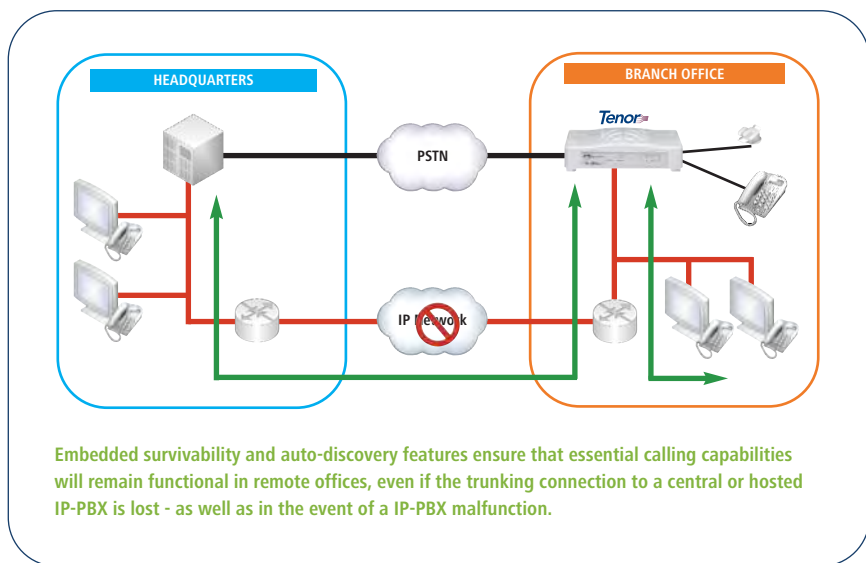 HEADQUARTERS
BRANCH OFFICE
Tenor
PSTN
IP Network
Embedded survivability and auto-discovery features ensure that essential calling capabilities
will remain functional in remote offices, even if the trunking connection to a central or hosted
IP-PBX is lost - as well as in the event of a IP-PBX malfunction.